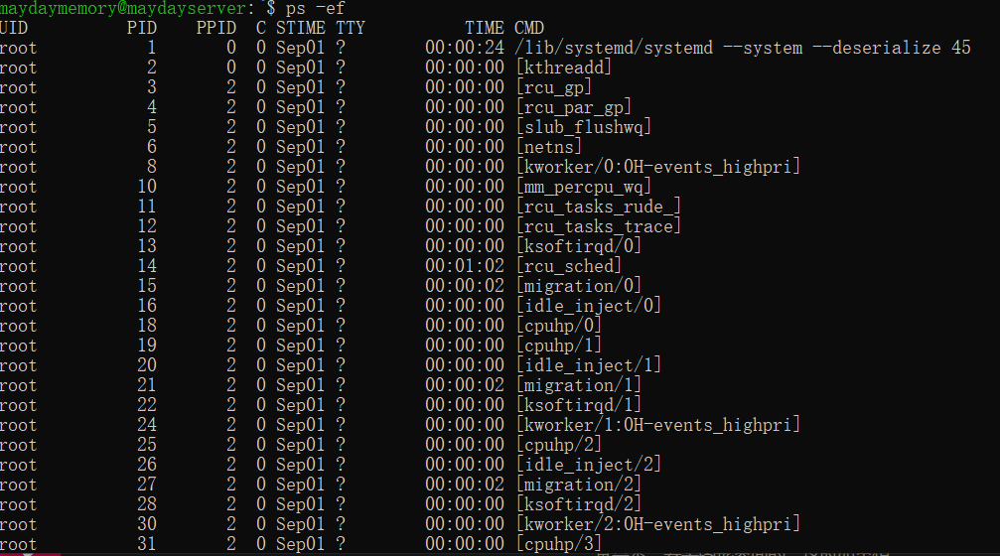 maydaymemory@maydayserver:~$ ps -ef
UID PID PPID C STIME TTY TIME CMD
root 1 0 0 Sep01 ? 00:00:24 /lib/systemd/systemd --system --deserialize 45
root 2 0 0 Sep01 ? 00:00:00 [kthreadd]
root 3 2 0 Sep01 ? 00:00:00 [rcu_gp]
root 4 2 0 Sep01 ? 00:00:00 [rcu_par_gp]
root 5 2 0 Sep01 ? 00:00:00 [slub_flushwq]
root 6 2 0 Sep01 ? 00:00:00 [netns]
root 8 2 0 Sep01 ? 00:00:00 [kworker/0:0H-events_highpri]
root 10 2 0 Sep01 ? 00:00:00 [mm_percpu_wq]
root 11 2 0 Sep01 ? 00:00:00 [rcu_tasks_rude_]
root 12 2 0 Sep01 ? 00:00:00 [rcu_tasks_trace]
root 13 2 0 Sep01 ? 00:00:00 [ksoftirqd/0]
root 14 2 0 Sep01 ? 00:01:02 [rcu_sched]
root 15 2 0 Sep01 ? 00:00:02 [migration/0]
root 16 2 0 Sep01 ? 00:00:00 [idle_inject/0]
root 18 2 0 Sep01 ? 00:00:00 [cpuhp/0]
root 19 2 0 Sep01 ? 00:00:00 [cpuhp/1]
root 20 2 0 Sep01 ? 00:00:00 [idle_inject/1]
root 21 2 0 Sep01 ? 00:00:02 [migration/1]
root 22 2 0 Sep01 ? 00:00:00 [ksoftirqd/1]
root 24 2 0 Sep01 ? 00:00:00 [kworker/1:0H-events_highpri]
root 25 2 0 Sep01 ? 00:00:00 [cpuhp/2]
root 26 2 0 Sep01 ? 00:00:00 [idle_inject/2]
root 27 2 0 Sep01 ? 00:00:02 [migration/2]
root 28 2 0 Sep01 ? 00:00:00 [ksoftirqd/2]
root 30 2 0 Sep01 ? 00:00:00 [kworker/2:0H-events_highpri]
root 31 2 0 Sep01 ? 00:00:00 [cpuhp/3]